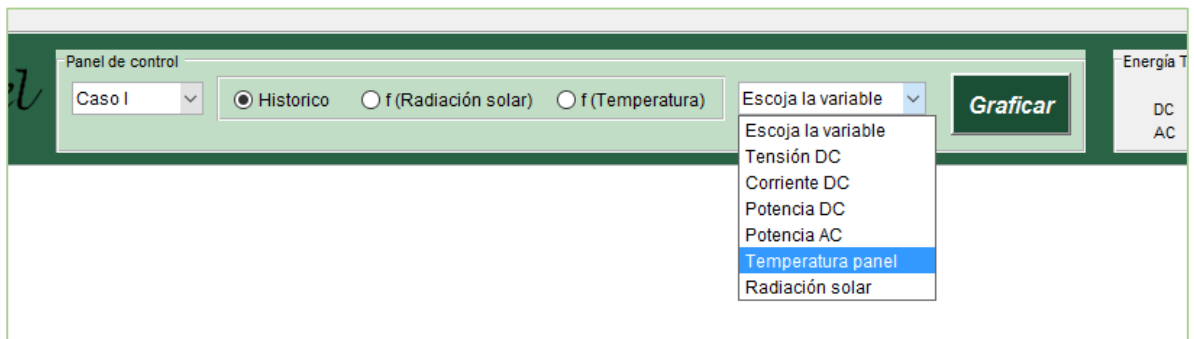 Panel de control
Caso I
Historico
f (Radiación solar)
f (Temperatura)
Escoja la variable
Graficar
Escoja la variable
Tensión DC
Corriente DC
Potencia DC
Potencia AC
Temperatura panel
Radiación solar
Energía T
DC
AC